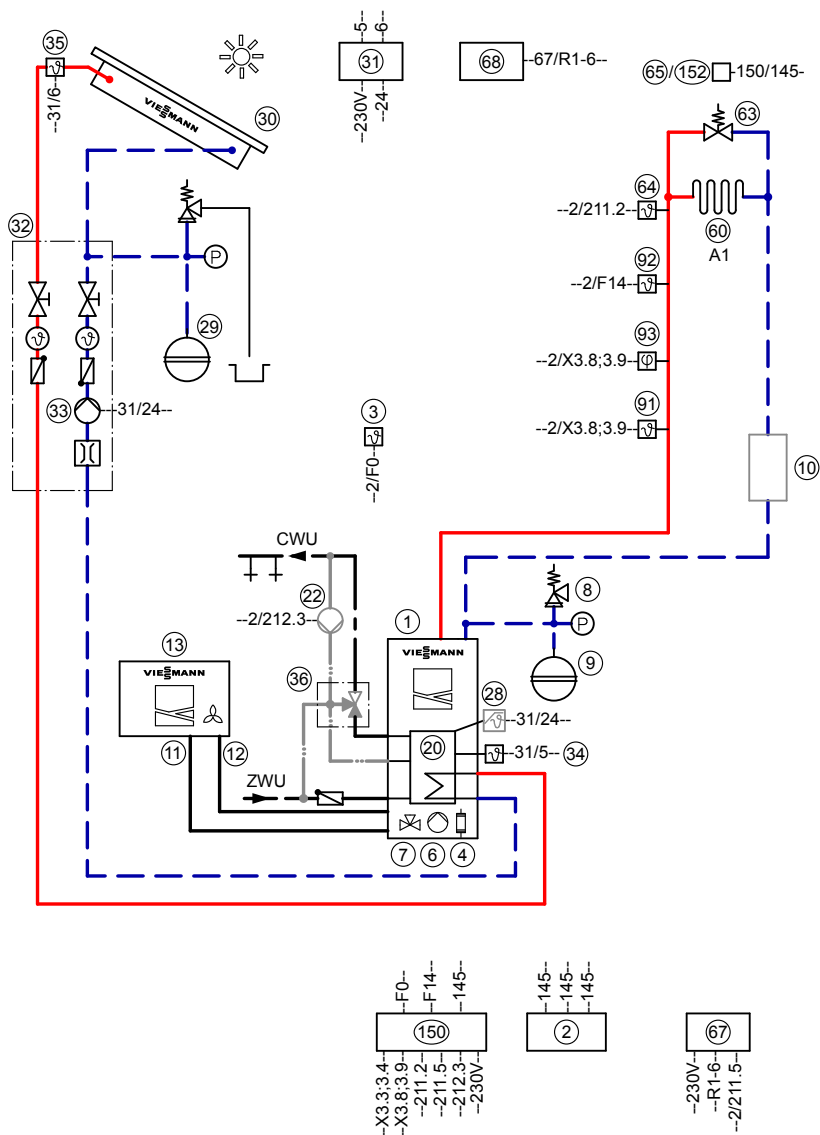 35
--31/6--
VIESSMANN
30
--5--
--6--
31
--230V--
--24--
68
--67/R1-6--
65/152
-150/145-
63
64
--2/211.2--
60
A1
92
--2/F14--
93
φ
--2/X3.8;3.9--
91
--2/X3.8;3.9--
10
32
P
29
33
--31/24--
3
--2/F0--
CWU
22
--2/212.3--
1
8
P
9
13
VIESSMANN
VIESSMANN
36
28
--31/24--
20
--31/5--
34
11
12
ZWU
7
6
4
--F0--
--F14--
--145--
150
--X3.3;3.4--
--X3.8;3.9--
--211.2--
--211.5--
--212.3--
--230V--
--145--
--145--
--145--
2
67
--230V--
--R1-6--
--2/211.5--